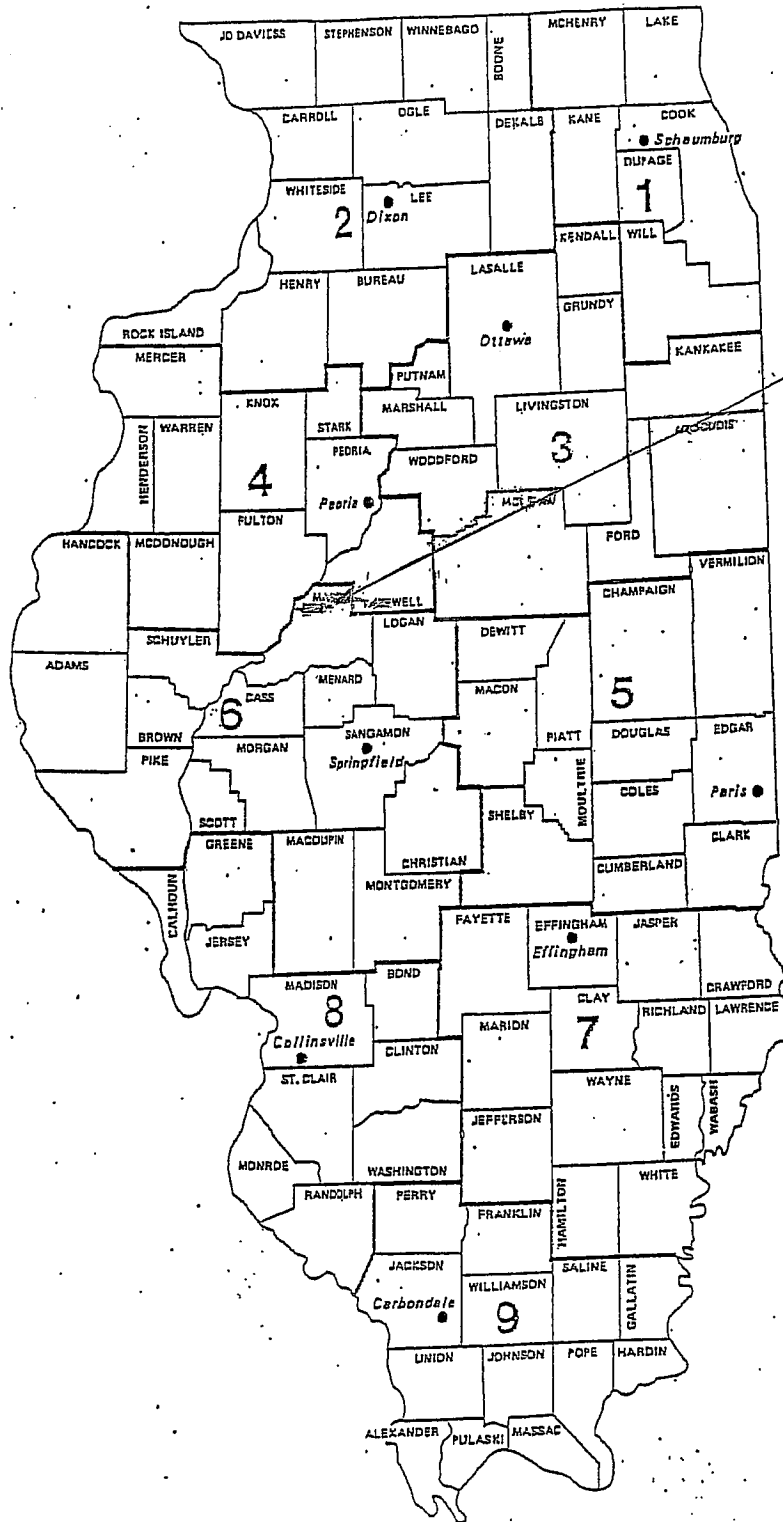 JO DAVIESS STEPHENSON WINNEBAGO BOONE MCHENRY LAKE
CARROLL OGLE DEKALB KANE COOK
Schaumburg
DUPAGE
WHITESIDE LEE 1
2 Dixon
KENDALL WILL
HENRY BUREAU LASALLE
GRUNDY
ROCK ISLAND Ottawa
MERCER PUTNAM KANKAKEE
KNOX STARK MARSHALL LIVINGSTON
HENDERSON WARREN PEORIA WOODFORD 3 IROQUOIS
4 Peoria MCLEAN
FULTON
HANCOCK MCDONOUGH FORD VERMILION
CHAMPAIGN
SCHUYLER LOGAN DEWITT
ADAMS MENARD MACON
6 CASS 5
BROWN SANGAMON PIATT DOUGLAS EDGAR
PIKE MORGAN Springfield
MOULTRIE COLES Paris
SCOTT SHELBY
GREENE MACOUPIN CHRISTIAN CLARK
CALHOUN MONTGOMERY CUMBERLAND
JERSEY FAYETTE EFFINGHAM JASPER
Effingham
MADISON BOND CLAY CRAWFORD
8 RICHLAND LAWRENCE
Collinsville CLINTON MARION 7
ST. CLAIR WAYNE EDWARDS WABASH
JEFFERSON
MONROE WASHINGTON WHITE
RANDOLPH PERRY HAMILTON
FRANKLIN
JACKSON WILLIAMSON SALINE GALLATIN
Carbondale 9
UNION JOHNSON POPE HARDIN
ALEXANDER PULASKI MASSAC